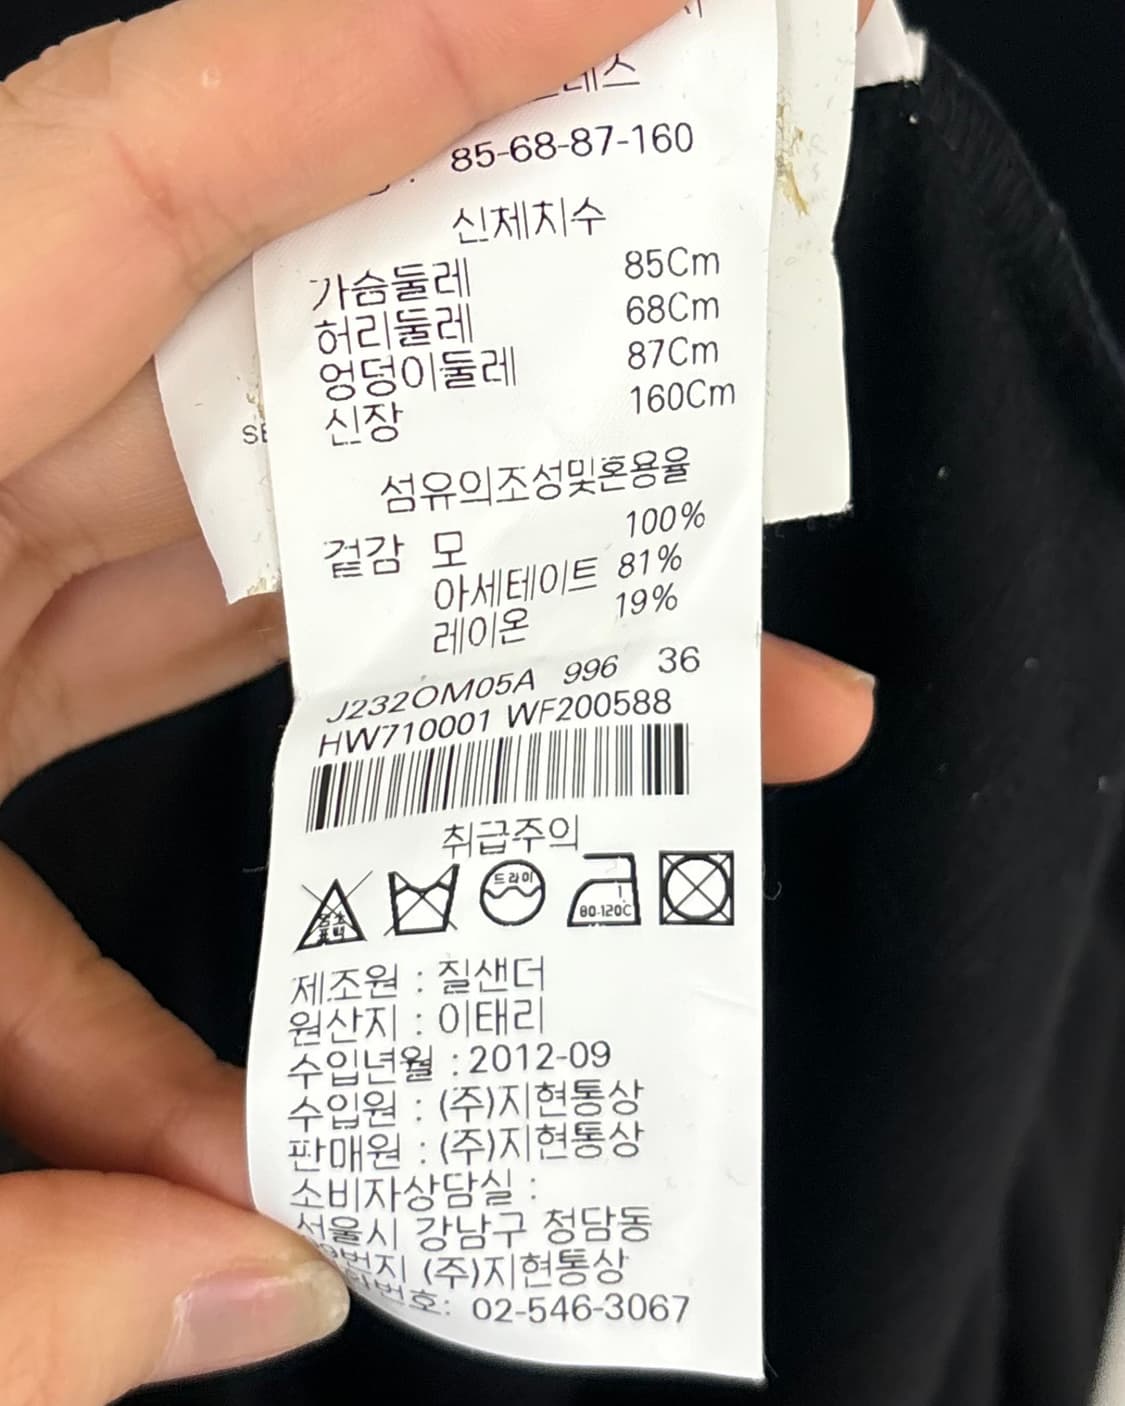 85-68-87-160
신체치수
가슴둘레 85Cm
허리둘레 68Cm
엉덩이둘레 87Cm
신장 160Cm
섬유의조성및혼용율
겉감 모 100%
아세테이트 81%
레이온 19%
J232OM05A 996 36
HW710001 WF200588
취급주의
드라이
80-120C
제조원 : 질샌더
원산지 : 이태리
수입년월 : 2012-09
수입원 : (주)지현통상
판매원 : (주)지현통상
소비자상담실 :
서울시 강남구 청담동
번지 (주)지현통상
번호: 02-546-3067